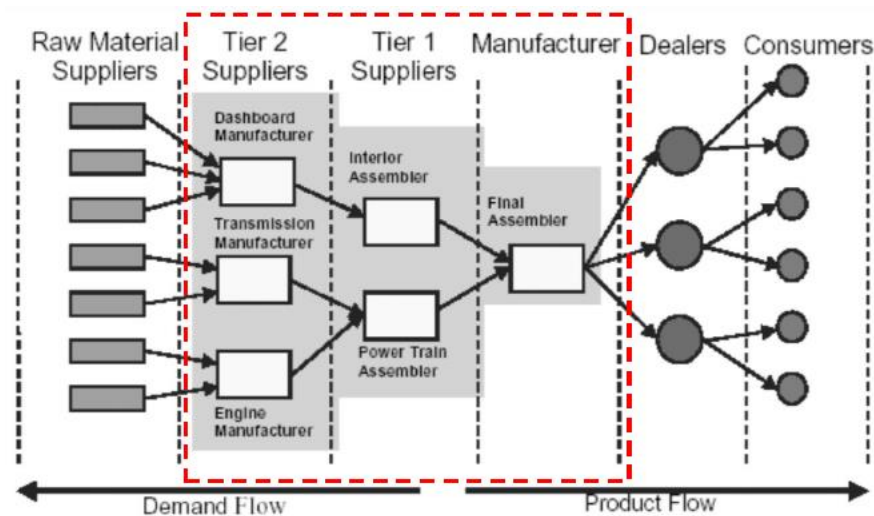 Raw Material
Suppliers
Tier 2
Suppliers
Tier 1
Suppliers
Manufacturer
Dealers
Consumers
Dashboard
Manufacturer
Interior
Assembler
Final
Assembler
Transmission
Manufacturer
Power Train
Assembler
Engine
Manufacturer
Demand Flow
Product Flow